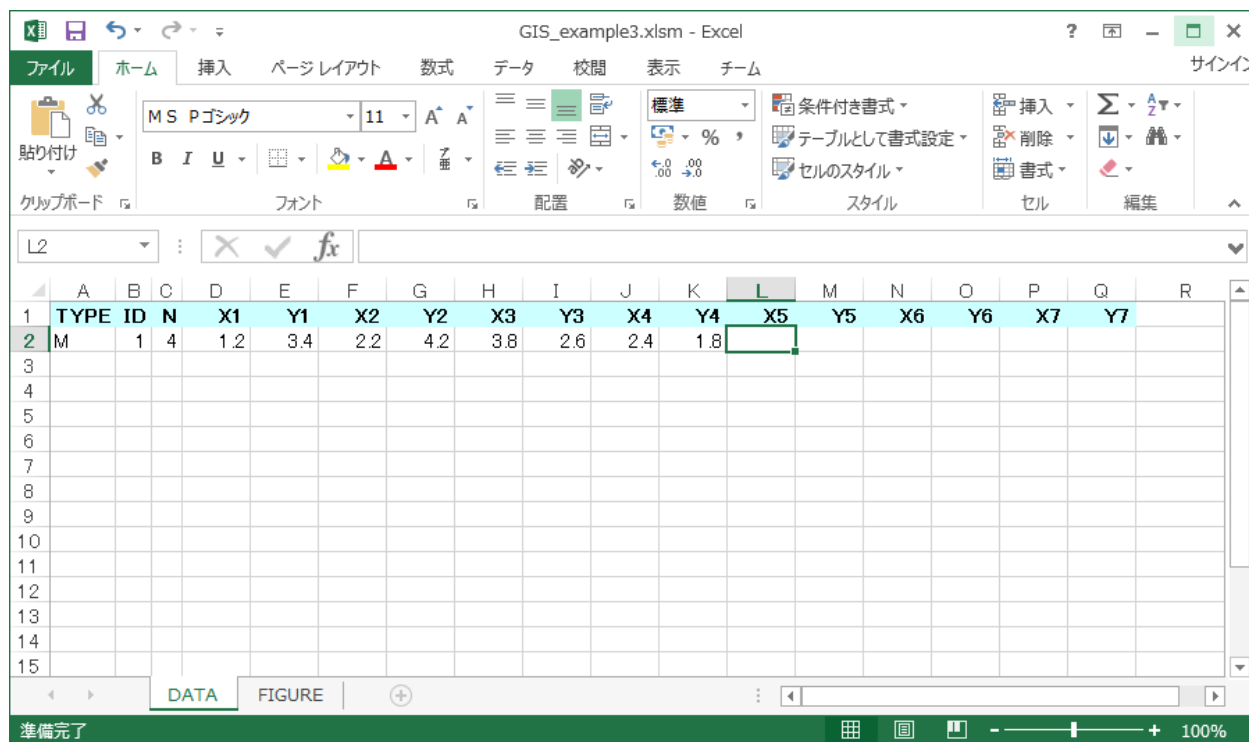 GIS_example3.xlsm - Excel
ファイル ホーム 挿入 ページ レイアウト 数式 データ 校閲 表示 チーム サインイン
貼り付け
ＭＳ Ｐゴシック 11
B I U
亜
標準
条件付き書式
テーブルとして書式設定
セルのスタイル
挿入
削除
書式
クリップボード フォント 配置 数値 スタイル セル 編集
L2
fx
A B C D E F G H I J K L M N O P Q R
1 TYPE ID N X1 Y1 X2 Y2 X3 Y3 X4 Y4 X5 Y5 X6 Y6 X7 Y7
2 M 1 4 1.2 3.4 2.2 4.2 3.8 2.6 2.4 1.8
3
4
5
6
7
8
9
10
11
12
13
14
15
DATA FIGURE
準備完了 100%